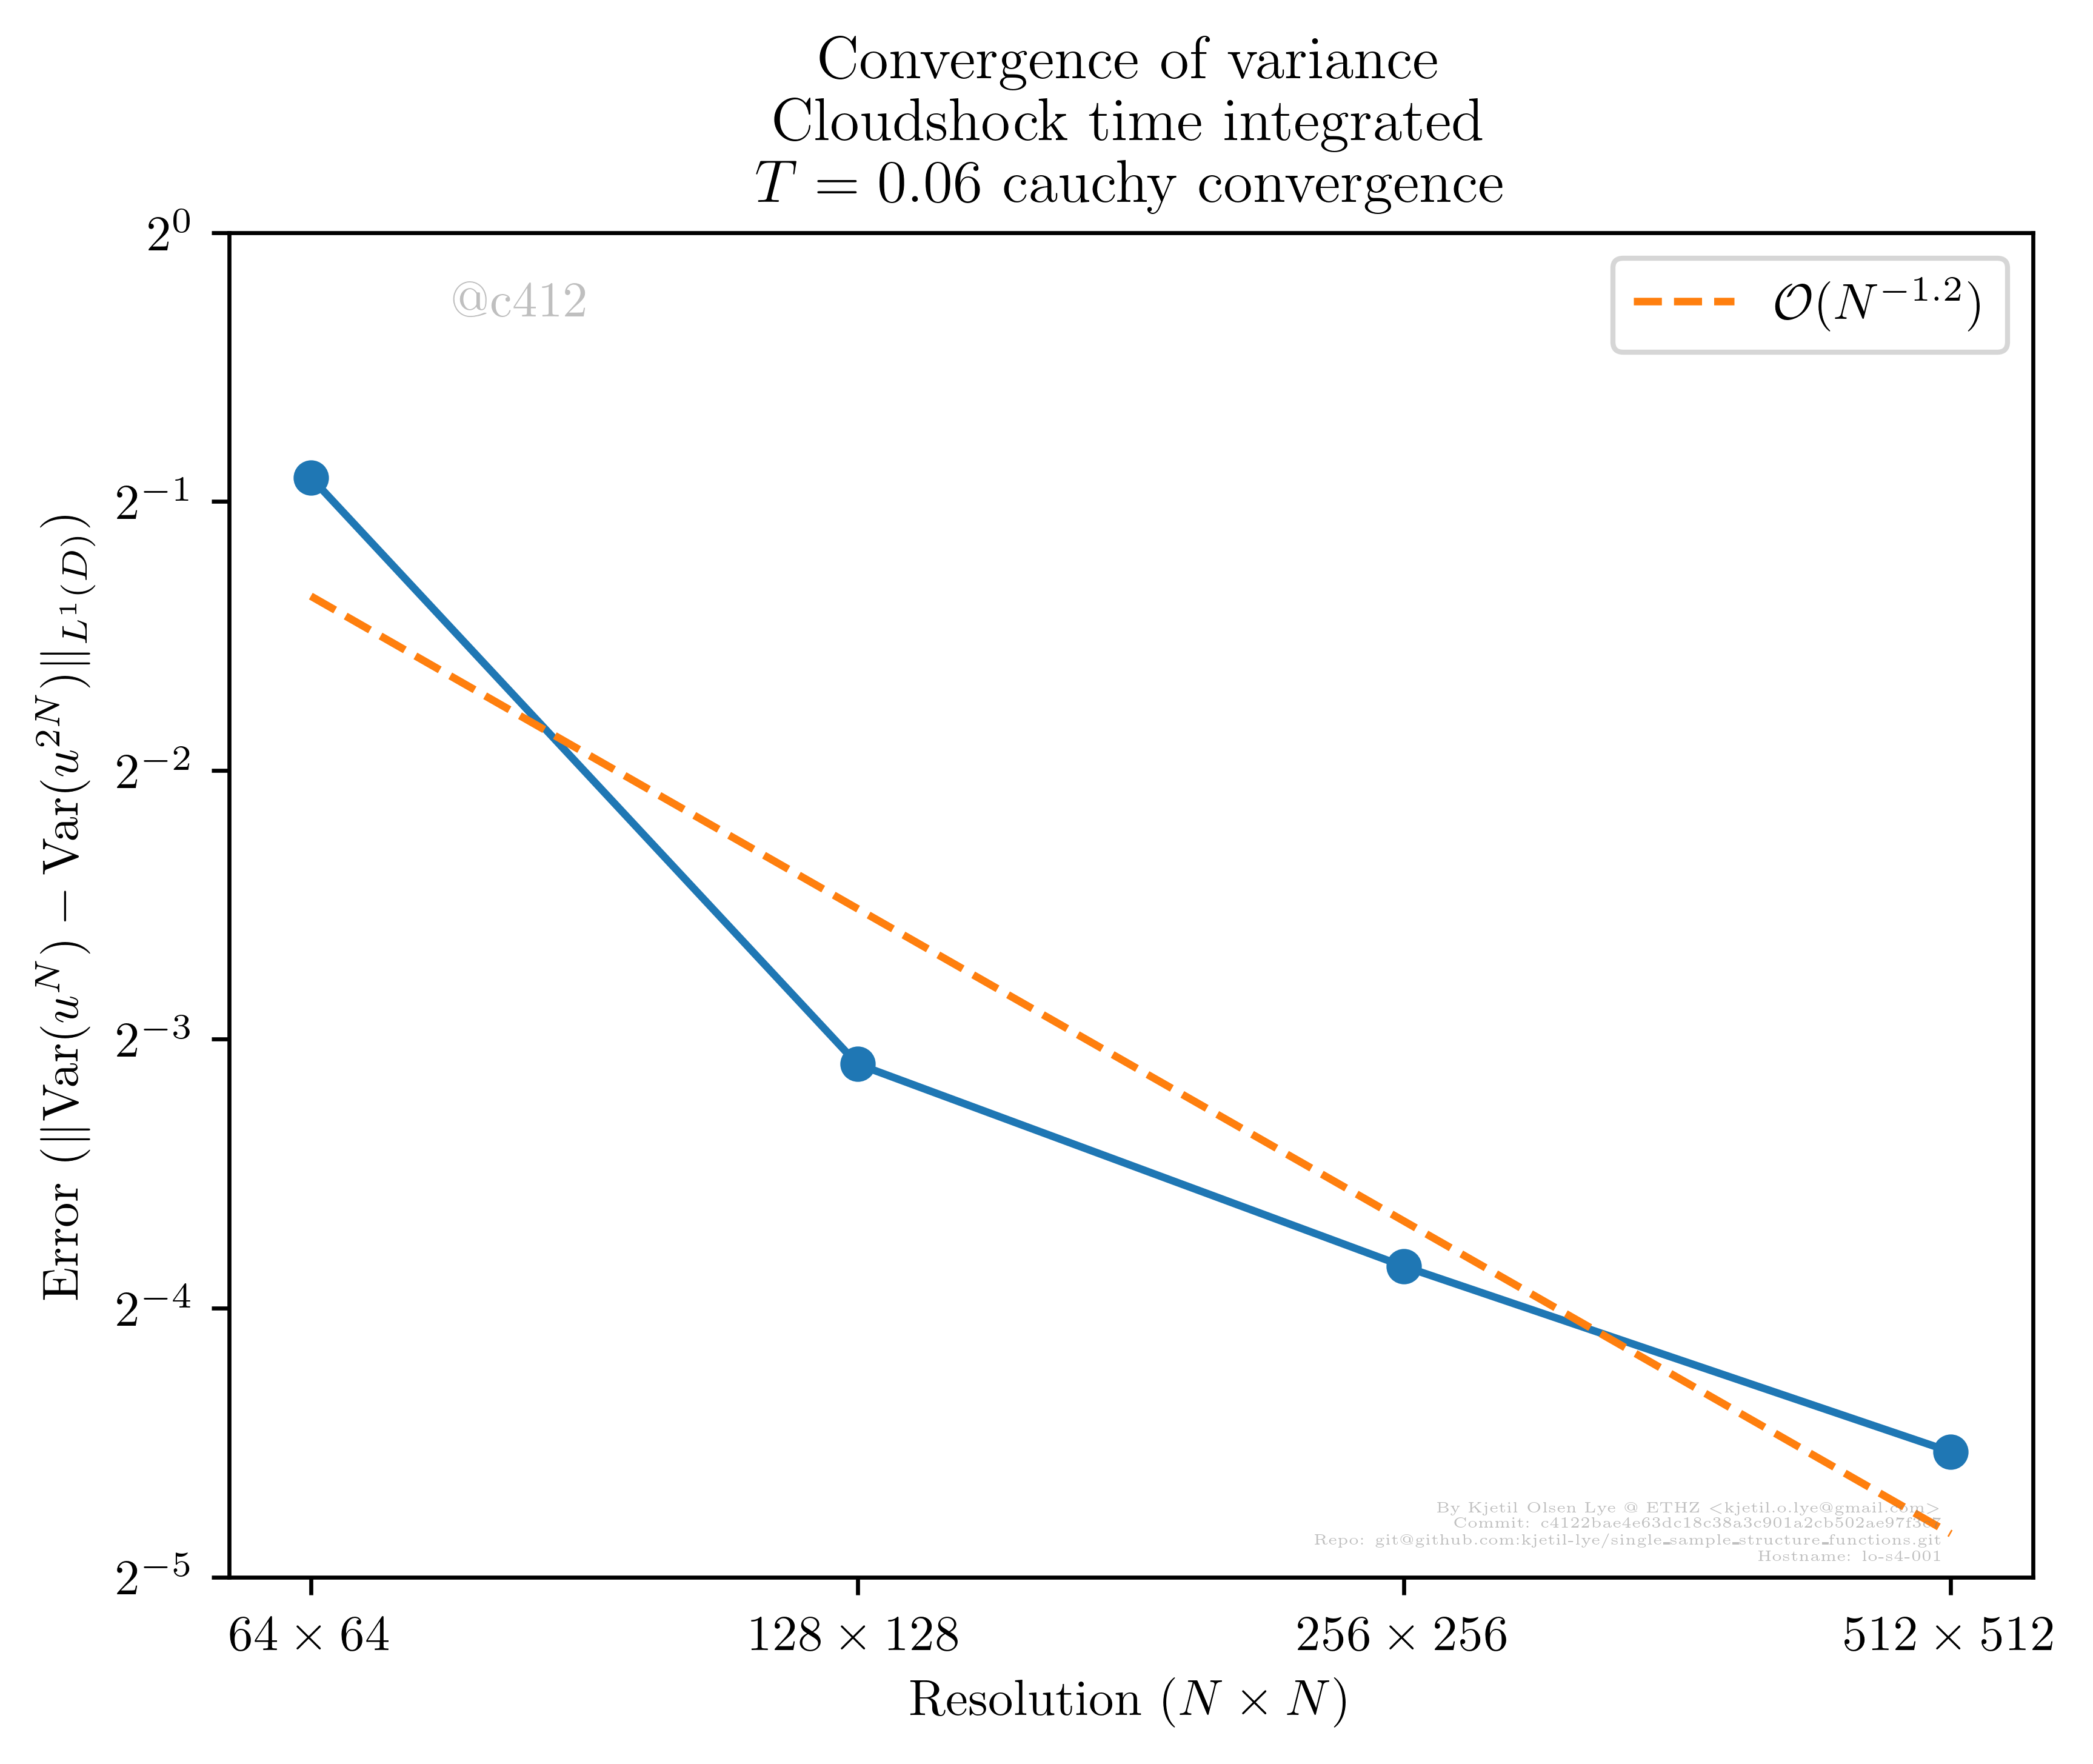 Convergence of variance
Cloudshock time integrated
T = 0.06 cauchy convergence
2^0
2^{-1}
2^{-2}
2^{-3}
2^{-4}
2^{-5}
Error (||Var(u^N) − Var(u^{2N})||_{L^1(D)})
@c412
O(N^{-1.2})
By Kjetil Olsen Lye @ ETHZ <kjetil.o.lye@gmail.com>
Commit:
Repo: git@github.com:kjetil-lye/single_sample_structure_functions.git
Hostname: lo-s4-001
64 × 64
128 × 128
256 × 256
512 × 512
Resolution (N × N)